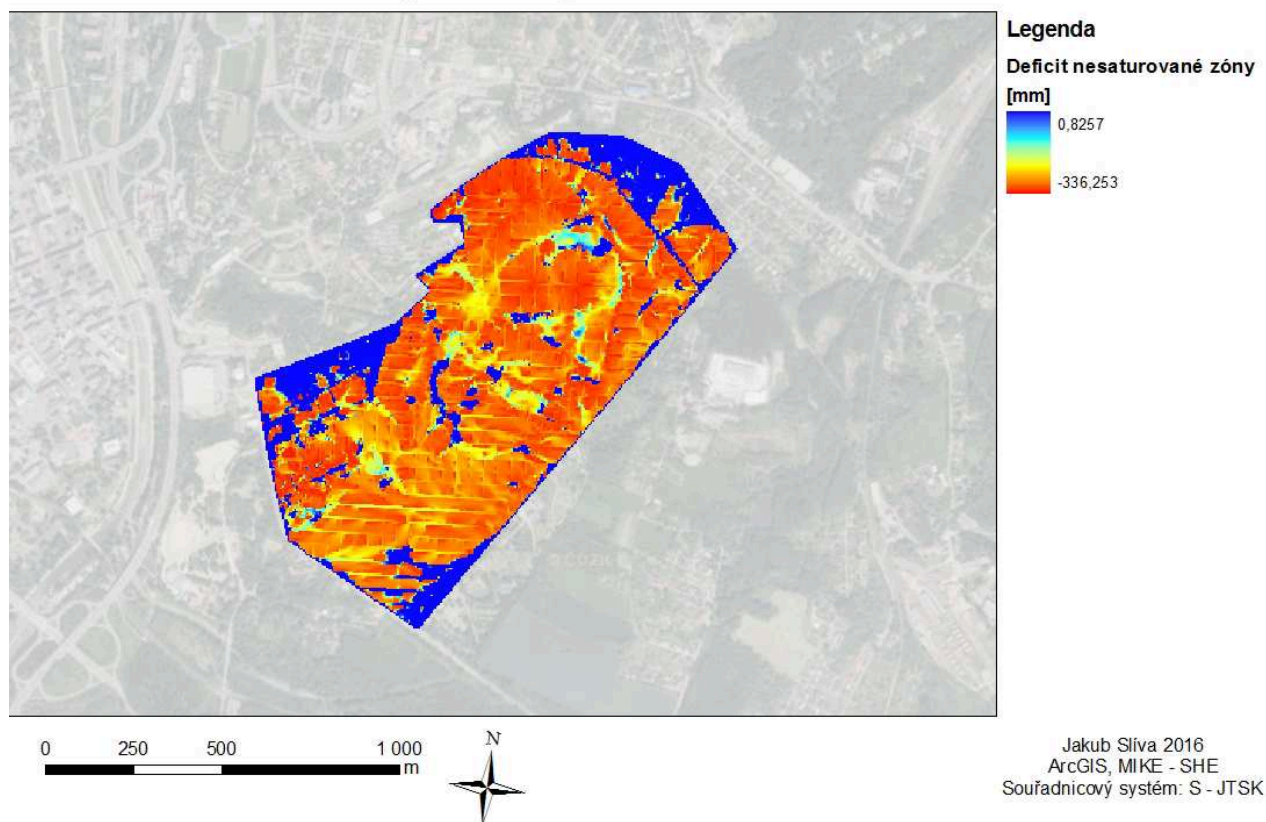 Legenda
Deficit nesaturované zóny
[mm]
0,8257
-336,253
0 250 500 1 000
m
N
Jakub Slíva 2016
ArcGIS, MIKE - SHE
Souřadnicový systém: S - JTSK